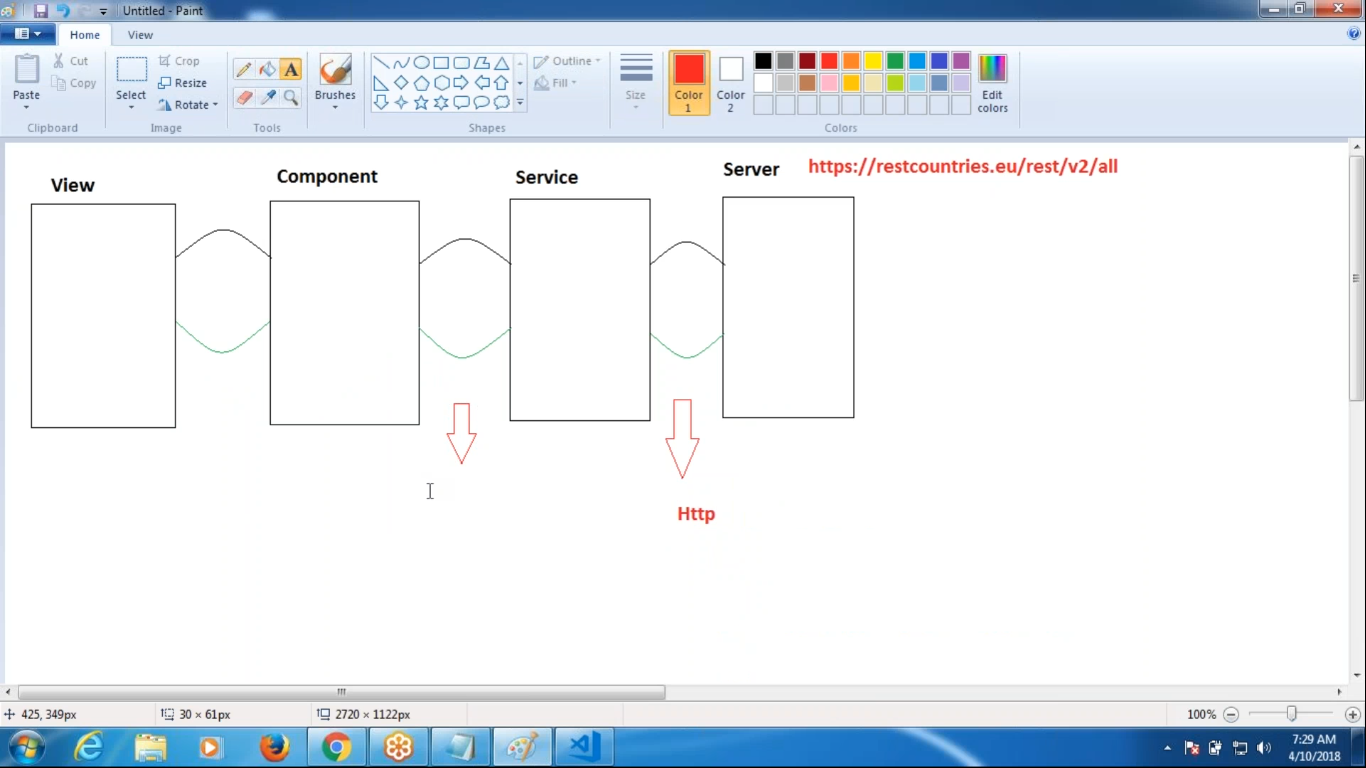 Untitled - Paint
Home
View
Paste
Cut
Copy
Clipboard
Select
Crop
Resize
Rotate
Image
A
Tools
Brushes
Shapes
Outline
Fill
Size
Color
1
Color
2
Edit
colors
Colors
View
Component
Service
Server
https://restcountries.eu/rest/v2/all
Http
425, 349px
30 × 61px
2720 × 1122px
100%
7:29 AM
4/10/2018